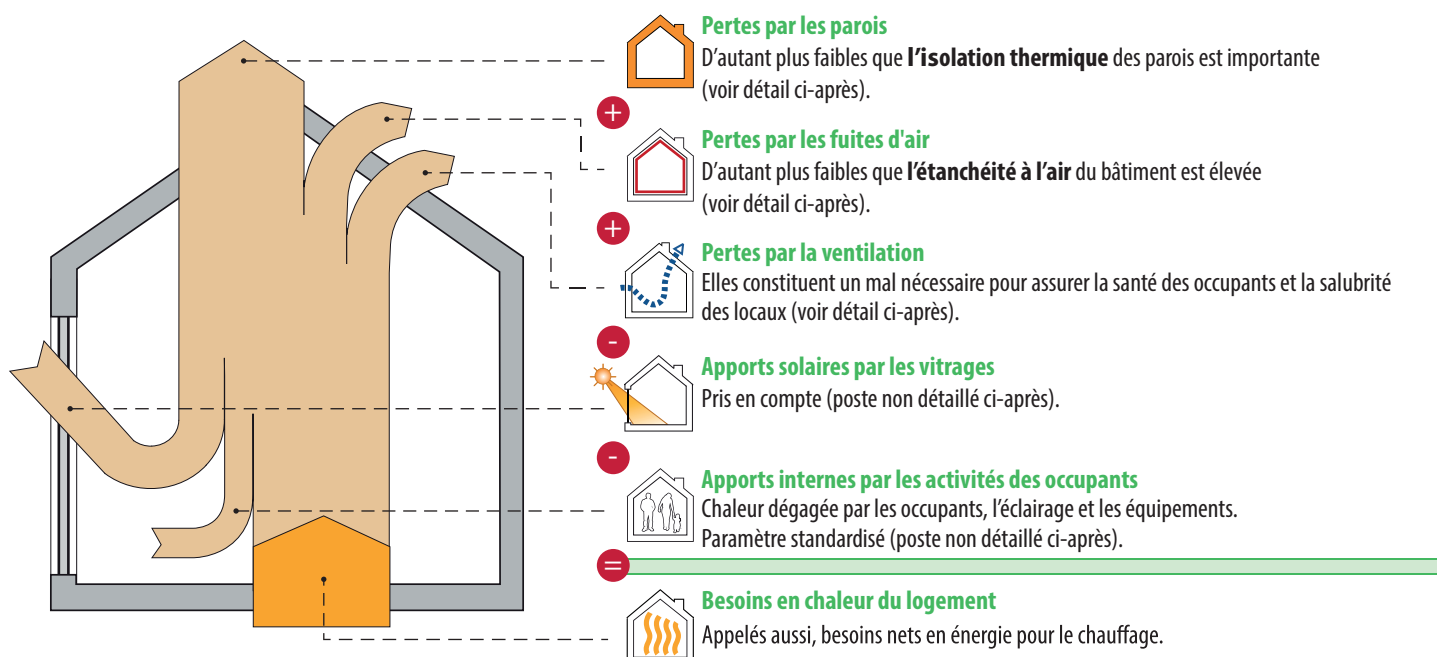 Pertes par les parois
D'autant plus faibles que l'isolation thermique des parois est importante
(voir détail ci-après).
+
Pertes par les fuites d'air
D'autant plus faibles que l'étanchéité à l'air du bâtiment est élevée
(voir détail ci-après).
+
Pertes par la ventilation
Elles constituent un mal nécessaire pour assurer la santé des occupants et la salubrité
des locaux (voir détail ci-après).
-
Apports solaires par les vitrages
Pris en compte (poste non détaillé ci-après).
-
Apports internes par les activités des occupants
Chaleur dégagée par les occupants, l'éclairage et les équipements.
Paramètre standardisé (poste non détaillé ci-après).
=
Besoins en chaleur du logement
Appelés aussi, besoins nets en énergie pour le chauffage.